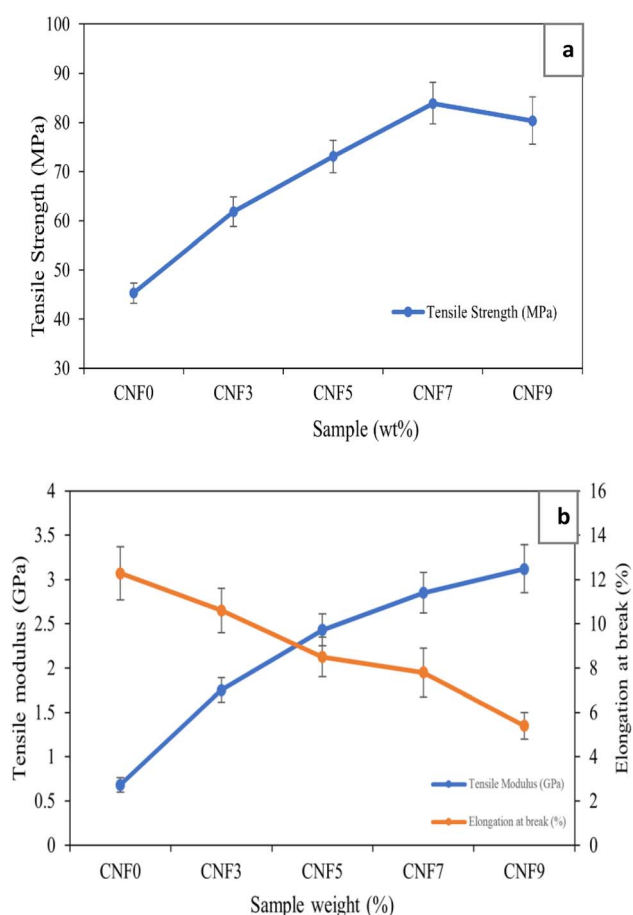 a
100
90
80
70
60
50
40
30
Tensile Strength (MPa)
Tensile Strength (MPa)
CNF0 CNF3 CNF5 CNF7 CNF9
Sample (wt%)
b
4
3.5
3
2.5
2
1.5
1
0.5
0
Tensile modulus (GPa)
16
14
12
10
8
6
4
2
0
Elongation at break (%)
Tensile Modulus (GPa)
Elongation at break (%)
CNF0 CNF3 CNF5 CNF7 CNF9
Sample weight (%)